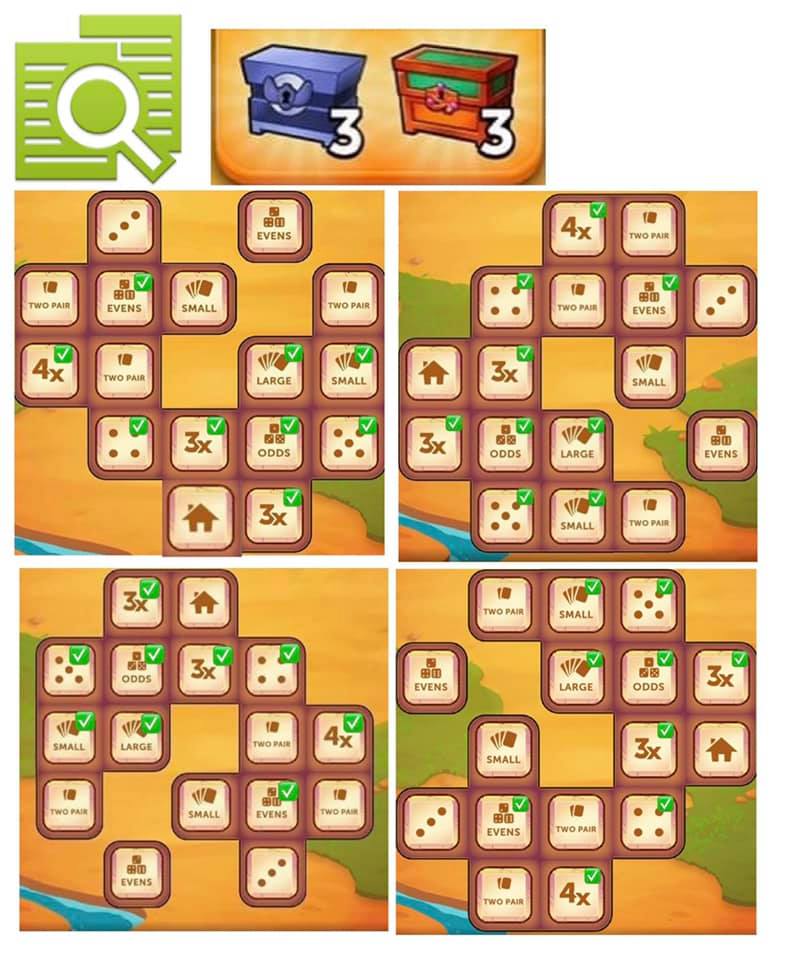 3 3
EVENS
TWO PAIR EVENS SMALL TWO PAIR
4x TWO PAIR LARGE SMALL
3x ODDS
3x
4x TWO PAIR
TWO PAIR EVENS
3x SMALL
3x ODDS LARGE EVENS
SMALL TWO PAIR
3x
ODDS 3x
SMALL LARGE TWO PAIR 4x
TWO PAIR SMALL EVENS TWO PAIR
EVENS
TWO PAIR SMALL
EVENS LARGE ODDS 3x
SMALL 3x
EVENS TWO PAIR
TWO PAIR 4x